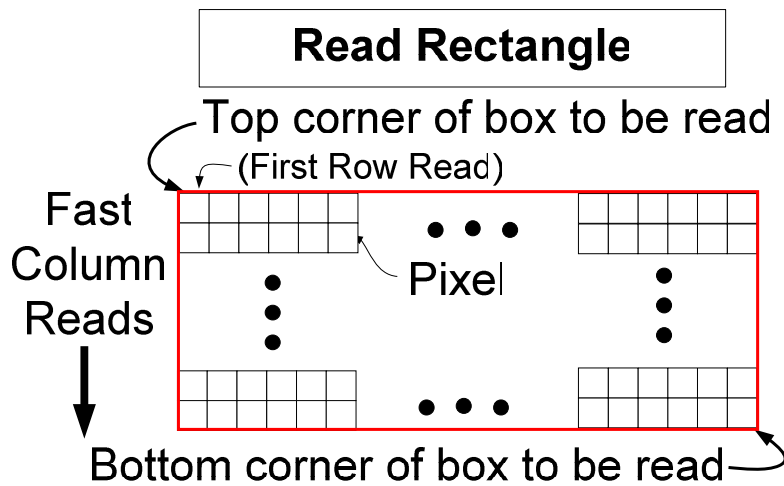 Read Rectangle
Top corner of box to be read
(First Row Read)
Fast
Column
Reads
Pixel
Bottom corner of box to be read